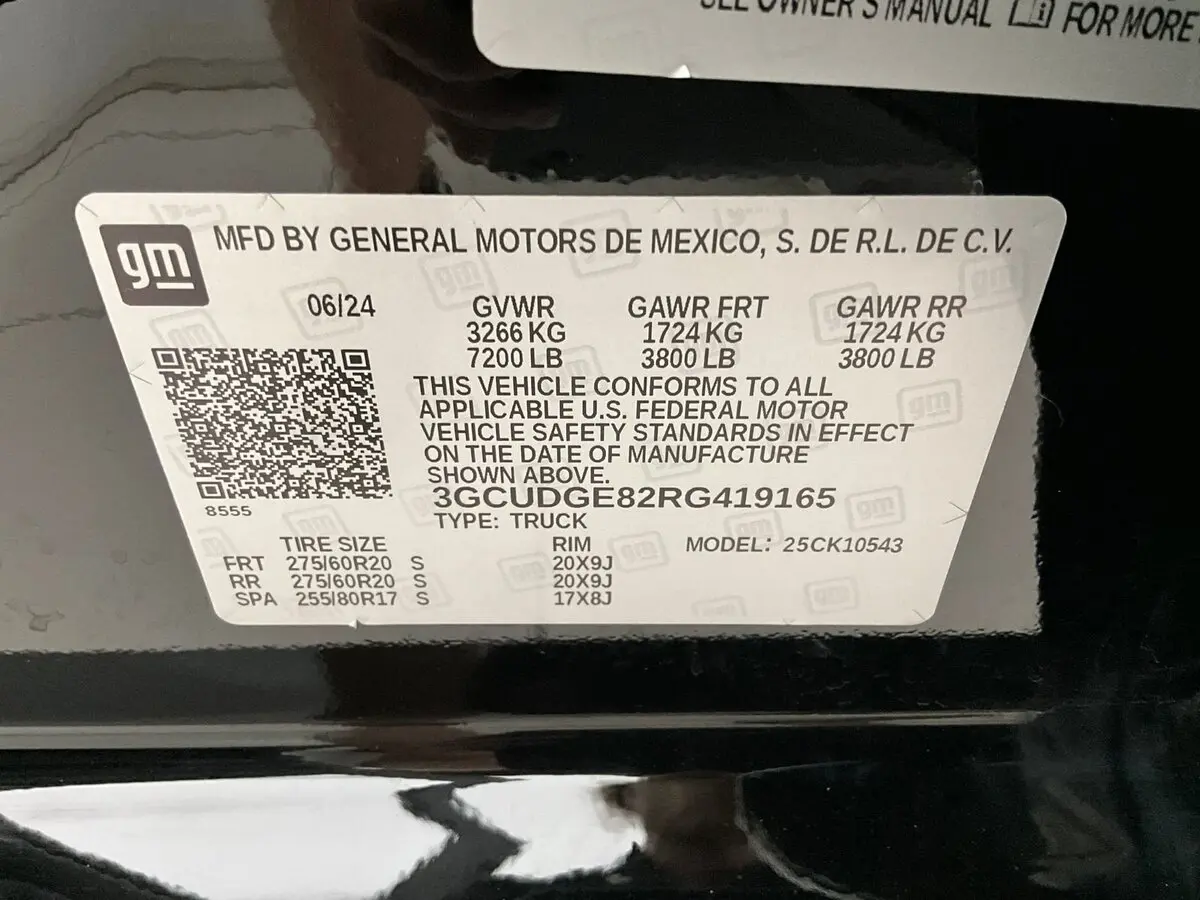 SEE OWNER'S MANUAL FOR MORE
gm
MFD BY GENERAL MOTORS DE MEXICO, S. DE R.L. DE C.V.
06/24 GVWR GAWR FRT GAWR RR
3266 KG 1724 KG 1724 KG
7200 LB 3800 LB 3800 LB
THIS VEHICLE CONFORMS TO ALL
APPLICABLE U.S. FEDERAL MOTOR
VEHICLE SAFETY STANDARDS IN EFFECT
ON THE DATE OF MANUFACTURE
SHOWN ABOVE.
3GCUDGE82RG419165
8555
TYPE: TRUCK
TIRE SIZE RIM MODEL: 25CK10543
FRT 275/60R20 S 20X9J
RR 275/60R20 S 20X9J
SPA 255/80R17 S 17X8J